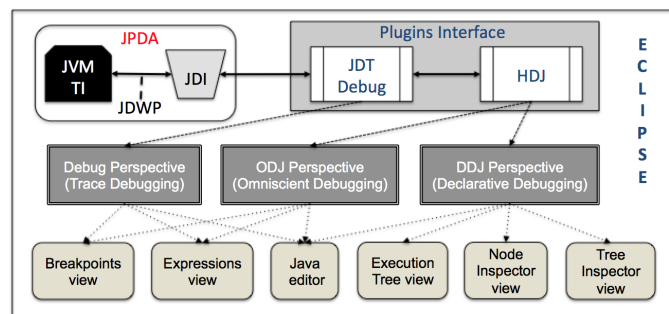 JPDA
JVM
TI
JDWP
JDI
Plugins Interface
JDT
Debug
HDJ
E
C
L
I
P
S
E
Debug Perspective
(Trace Debugging)
ODJ Perspective
(Omniscient Debugging)
DDJ Perspective
(Declarative Debugging)
Breakpoints
view
Expressions
view
Java
editor
Execution
Tree view
Node
Inspector
view
Tree
Inspector
view